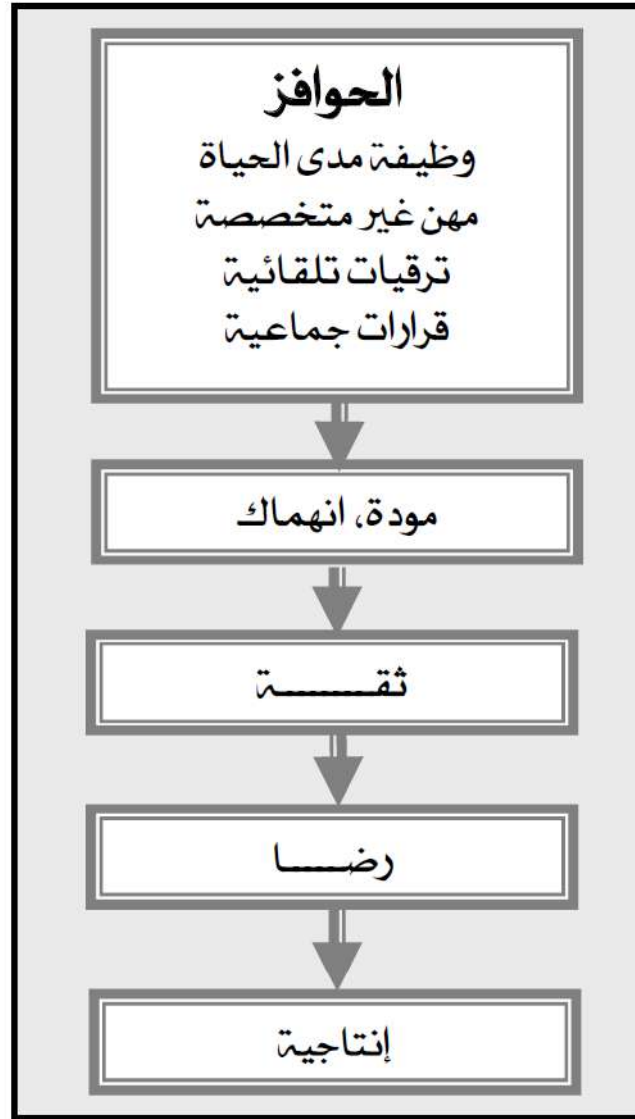 الحوافز
وظيفة مدى الحياة
مهن غير متخصصة
ترقيات تلقائية
قرارات جماعية
مودة، انهماك
ثقـــــــة
رضـــــا
إنتاجية